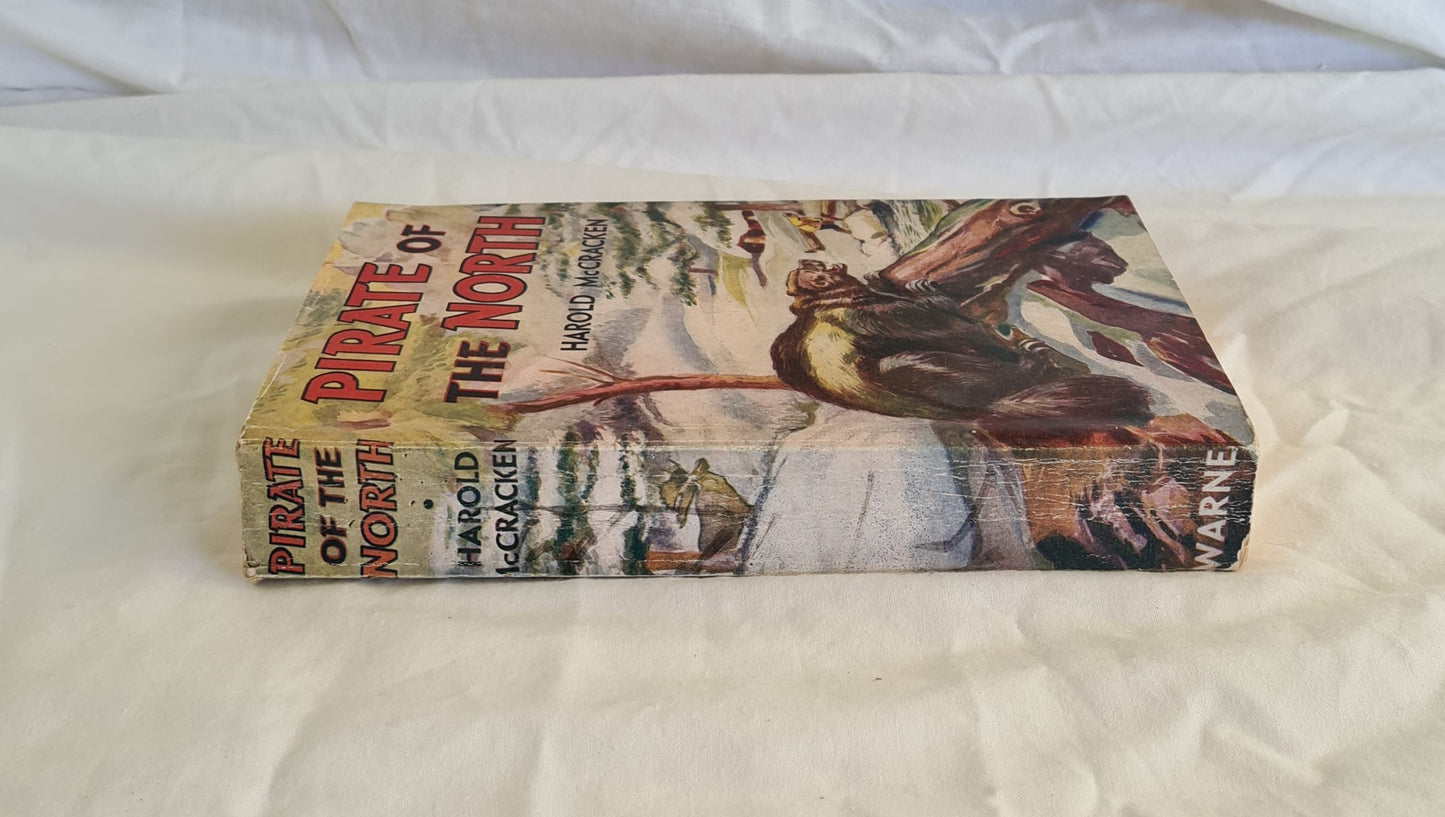 PIRATE OF
THE NORTH
HAROLD McCRACKEN
PIRATE
OF THE
NORTH
HAROLD
McCRACKEN
WARNE